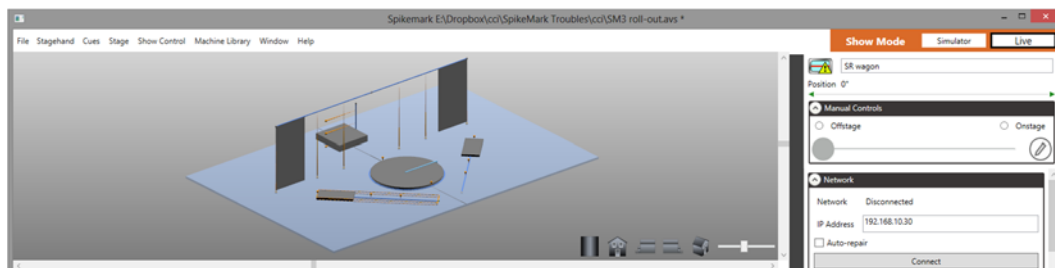 Spikemark E:\Dropbox\cci\SpikeMark Troubles\cci\SM3 roll-out.avs *
File Stagehand Cues Stage Show Control Machine Library Window Help
Show Mode Simulator Live
SR wagon
Position 0"
Manual Controls
Offstage Onstage
Network
Network Disconnected
IP Address 192.168.10.30
Auto-repair
Connect